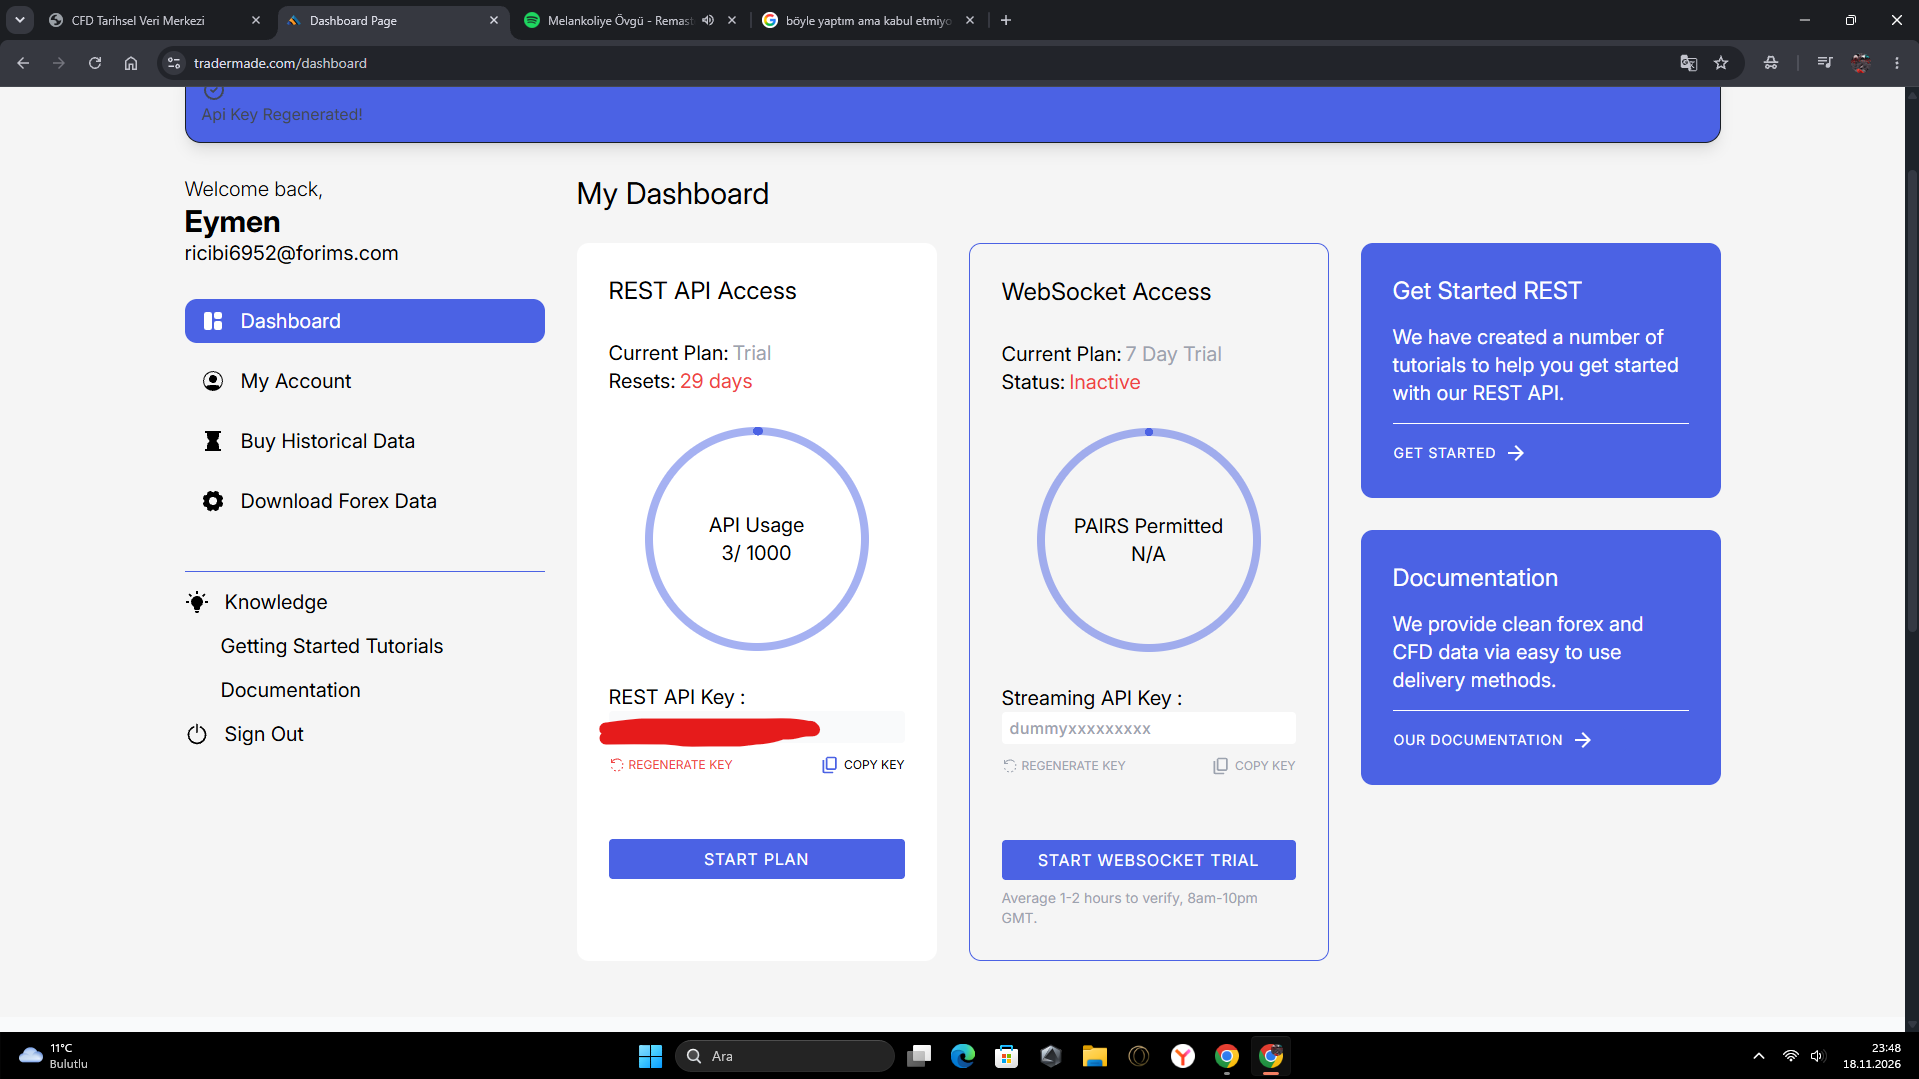 CFD Tarihsel Veri Merkezi
Dashboard Page
Melankoliye Övgü - Remast
böyle yaptım ama kabul etmiyo
tradermade.com/dashboard
Api Key Regenerated!
Welcome back,
Eymen
ricibi6952@forims.com
Dashboard
My Account
Buy Historical Data
Download Forex Data
Knowledge
Getting Started Tutorials
Documentation
Sign Out
My Dashboard
REST API Access
Current Plan: Trial
Resets: 29 days
API Usage
3/ 1000
REST API Key :
REGENERATE KEY
COPY KEY
START PLAN
WebSocket Access
Current Plan: 7 Day Trial
Status: Inactive
PAIRS Permitted
N/A
Streaming API Key :
dummyxxxxxxxxx
REGENERATE KEY
COPY KEY
START WEBSOCKET TRIAL
Average 1-2 hours to verify, 8am-10pm
GMT.
Get Started REST
We have created a number of
tutorials to help you get started
with our REST API.
GET STARTED
Documentation
We provide clean forex and
CFD data via easy to use
delivery methods.
OUR DOCUMENTATION
11°C
Bulutlu
Ara
23:48
18.11.2026